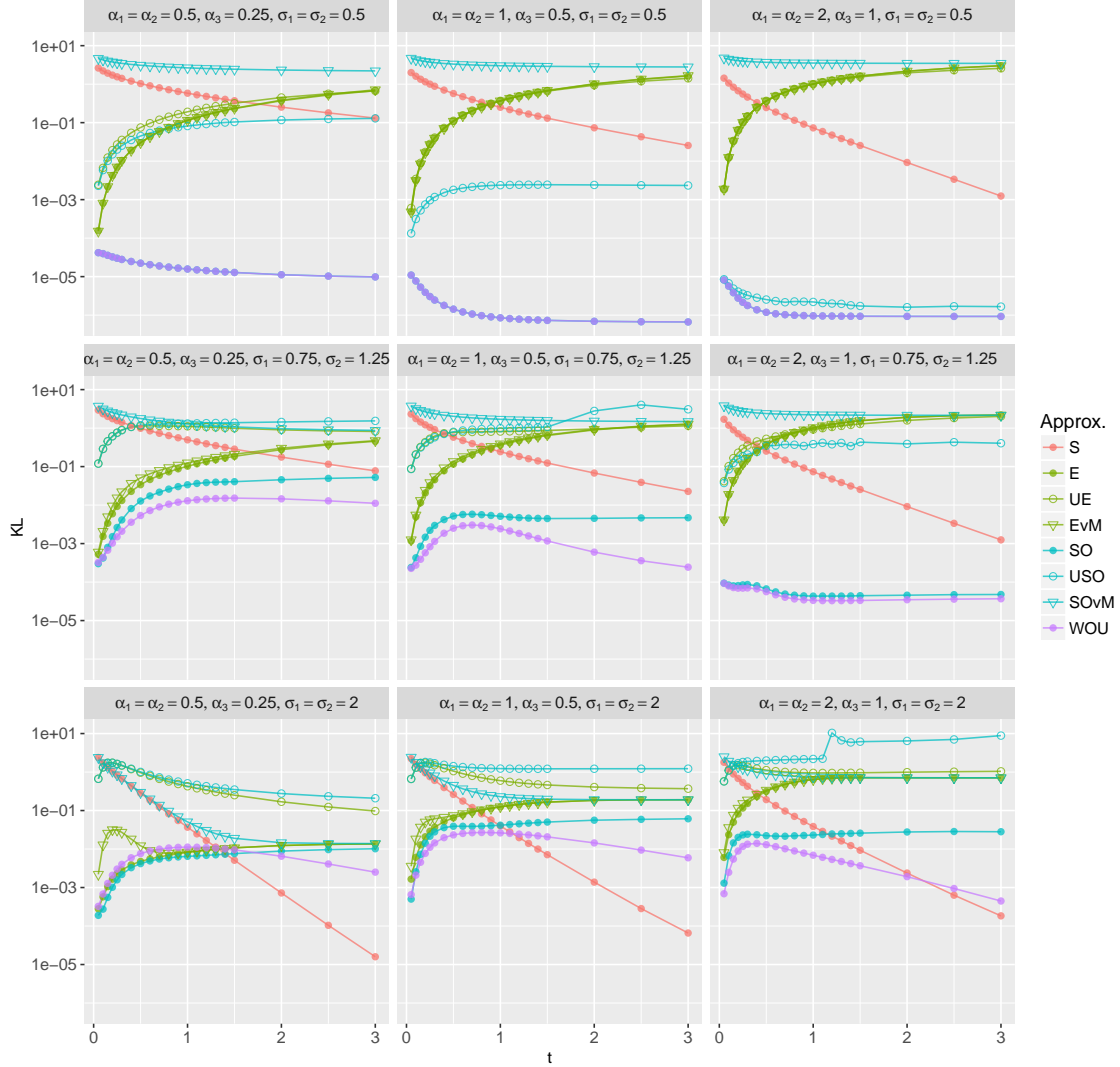 α₁ = α₂ = 0.5, α₃ = 0.25, σ₁ = σ₂ = 0.5
α₁ = α₂ = 1, α₃ = 0.5, σ₁ = σ₂ = 0.5
α₁ = α₂ = 2, α₃ = 1, σ₁ = σ₂ = 0.5
1e+01
1e−01
1e−03
1e−05
α₁ = α₂ = 0.5, α₃ = 0.25, σ₁ = 0.75, σ₂ = 1.25
α₁ = α₂ = 1, α₃ = 0.5, σ₁ = 0.75, σ₂ = 1.25
α₁ = α₂ = 2, α₃ = 1, σ₁ = 0.75, σ₂ = 1.25
1e+01
1e−01
1e−03
1e−05
KL
α₁ = α₂ = 0.5, α₃ = 0.25, σ₁ = σ₂ = 2
α₁ = α₂ = 1, α₃ = 0.5, σ₁ = σ₂ = 2
α₁ = α₂ = 2, α₃ = 1, σ₁ = σ₂ = 2
1e+01
1e−01
1e−03
1e−05
0 1 2 3
0 1 2 3
0 1 2 3
t
Approx.
S
E
UE
EvM
SO
USO
SOvM
WOU